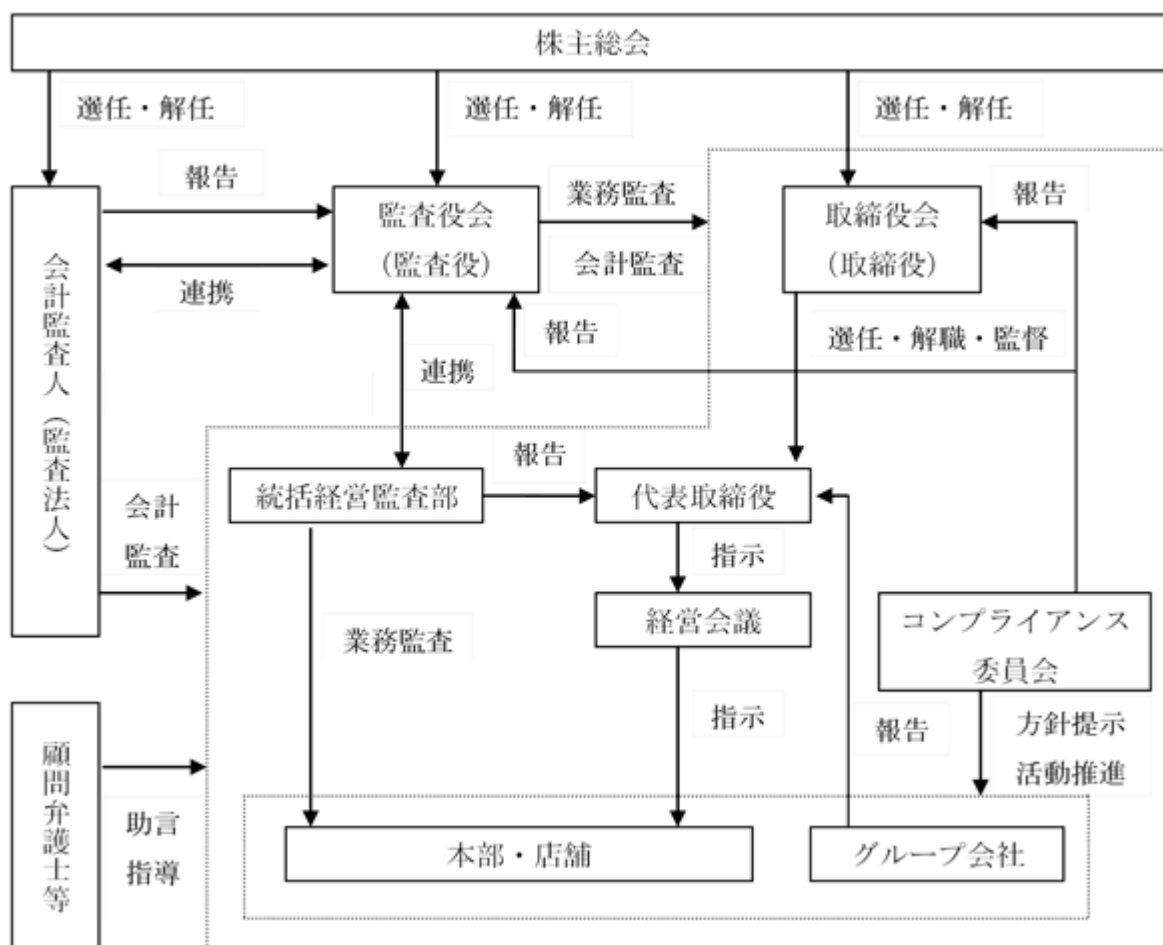 株主総会
選任・解任
選任・解任
選任・解任
報告
監査役会
（監査役）
業務監査
会計監査
取締役会
（取締役）
報告
会計監査人（監査法人）
連携
報告
選任・解職・監督
連携
報告
統括経営監査部
代表取締役
会計
監査
指示
経営会議
コンプライアンス
委員会
業務監査
指示
報告
方針提示
活動推進
顧問弁護士等
助言
指導
本部・店舗
グループ会社